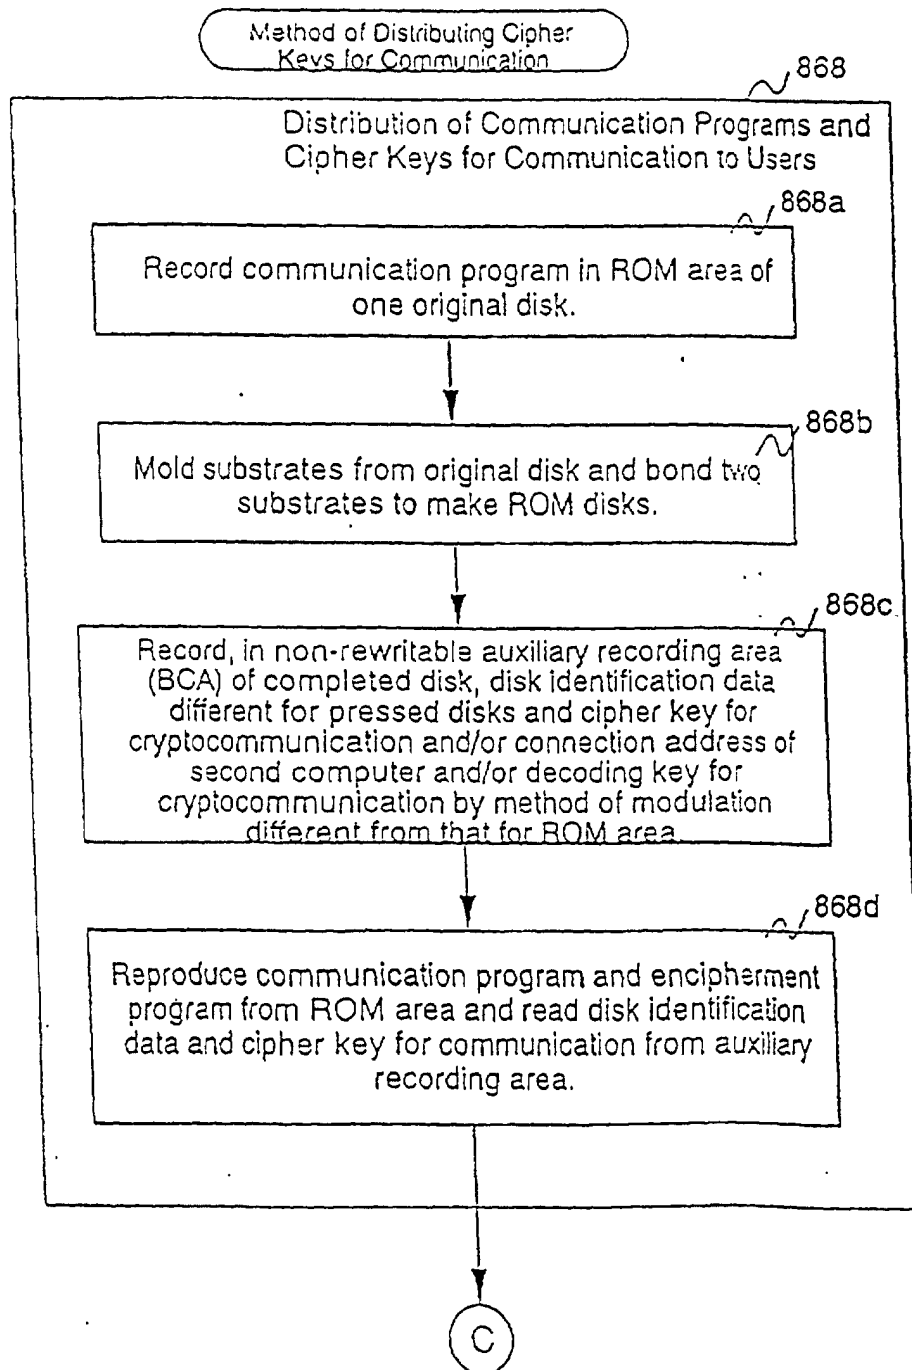 Method of Distributing Cipher
Keys for Communication
868
Distribution of Communication Programs and
Cipher Keys for Communication to Users
868a
Record communication program in ROM area of
one original disk.
868b
Mold substrates from original disk and bond two
substrates to make ROM disks.
868c
Record, in non-rewritable auxiliary recording area
(BCA) of completed disk, disk identification data
different for pressed disks and cipher key for
cryptocommunication and/or connection address of
second computer and/or decoding key for
cryptocommunication by method of modulation
different from that for ROM area.
868d
Reproduce communication program and encipherment
program from ROM area and read disk identification
data and cipher key for communication from auxiliary
recording area.
C